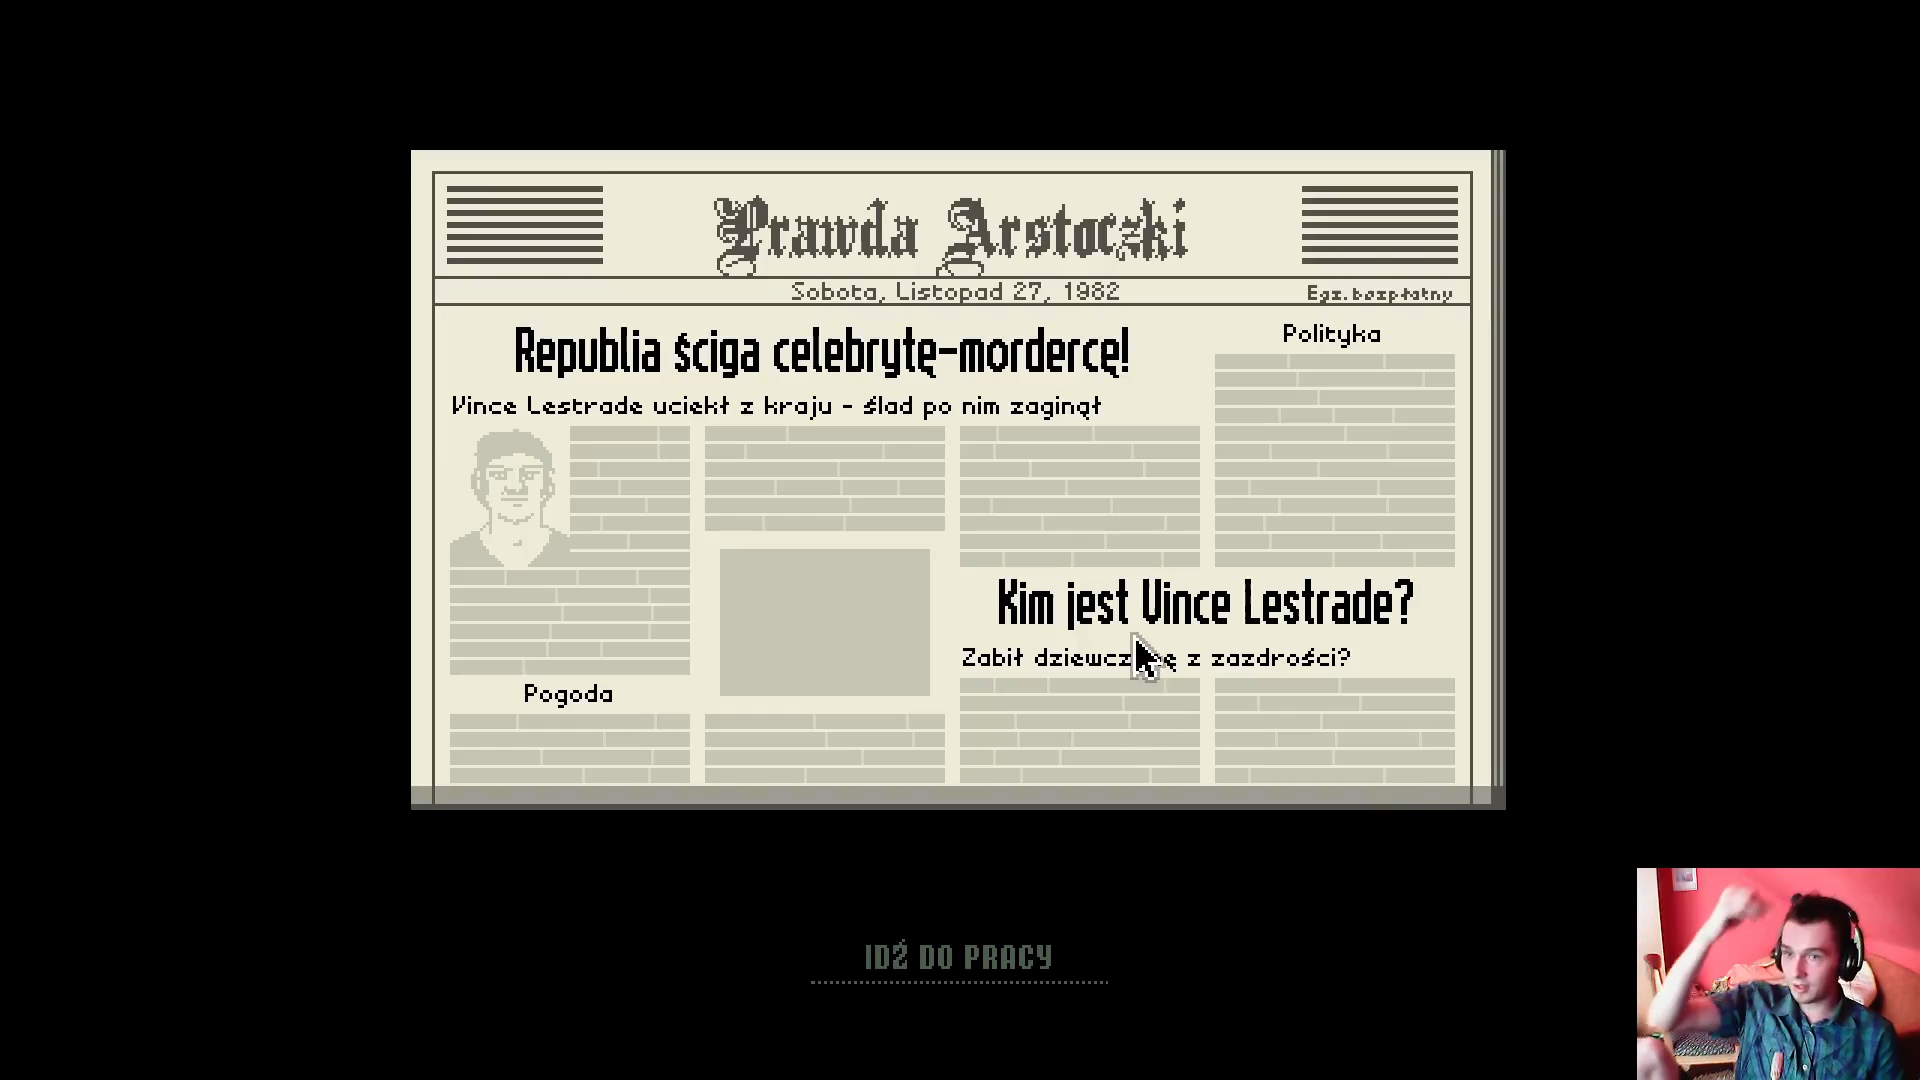 Prawda Arstoczki
Sobota, Listopad 27, 1982
Egz. bezpłatny
Republia ściga celebrytę-mordercę!
Vince Lestrade uciekł z kraju - ślad po nim zaginął
Polityka
Kim jest Vince Lestrade?
z zazdrości?
Zabił
Pogoda
IDŹ DO PRACY